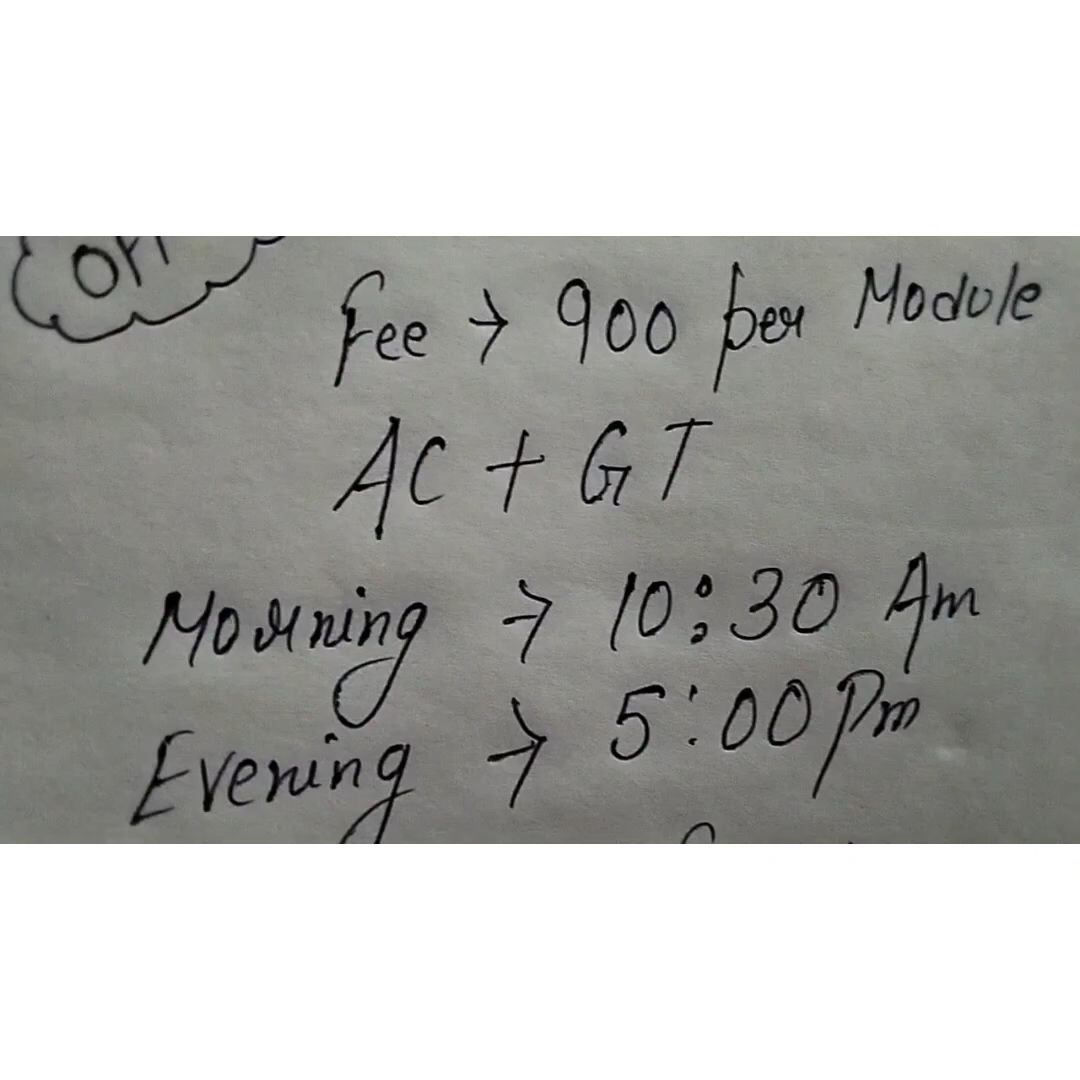 Fee → 900 per Module
AC + GT
Morning → 10:30 Am
Evening → 5:00 Pm